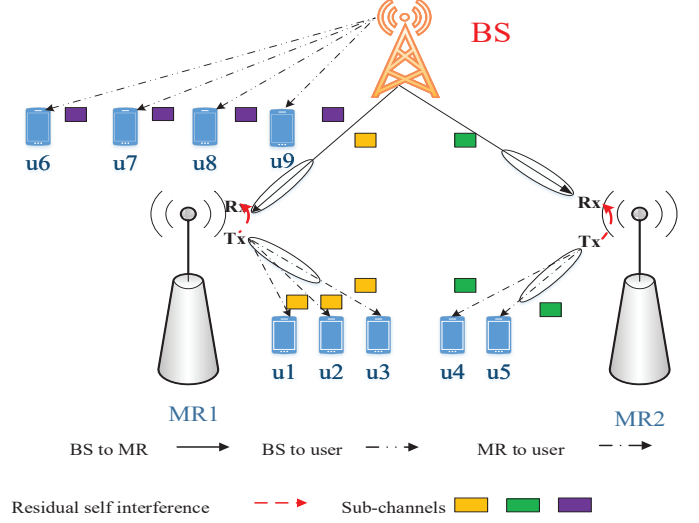 BS
u6 u7 u8 u9
Rx Rx
Tx Tx
u1 u2 u3 u4 u5
MR1 MR2
BS to MR BS to user MR to user
Residual self interference Sub-channels